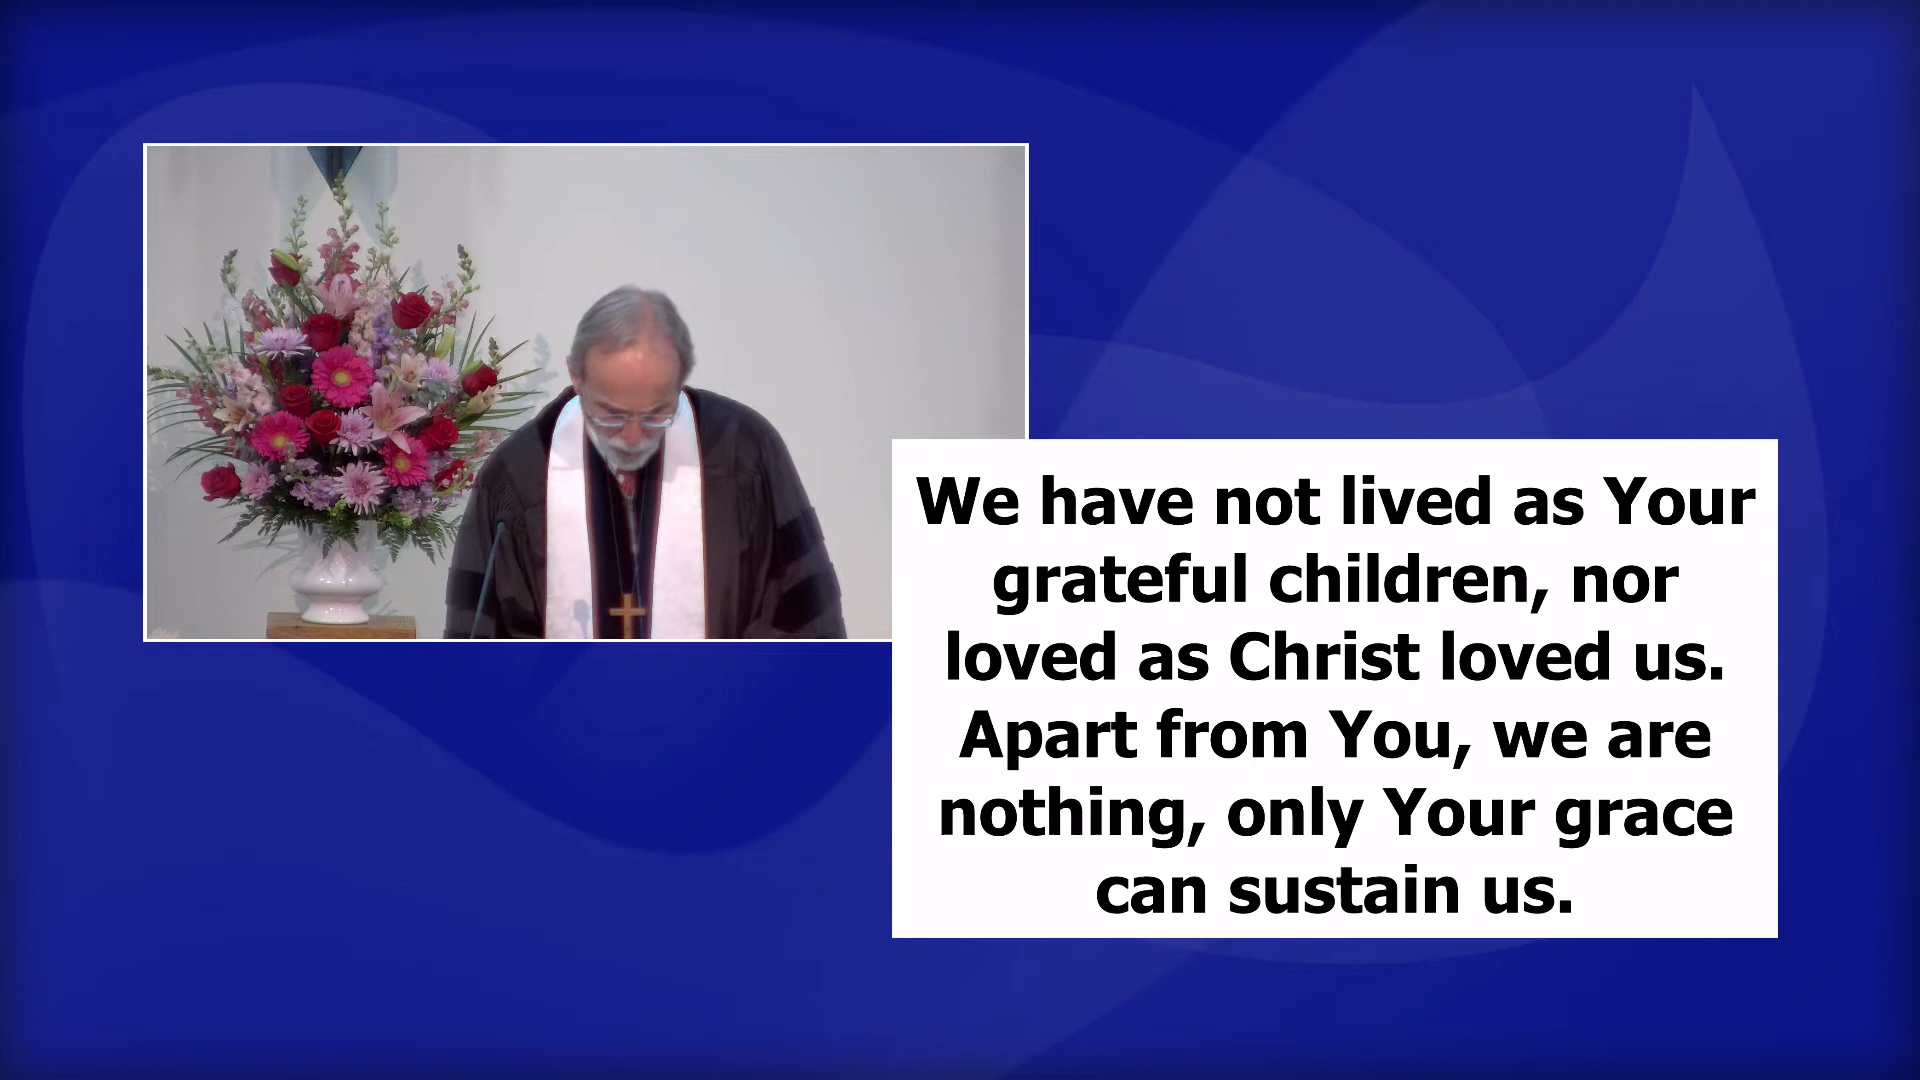 We have not lived as Your
grateful children, nor
loved as Christ loved us.
Apart from You, we are
nothing, only Your grace
can sustain us.